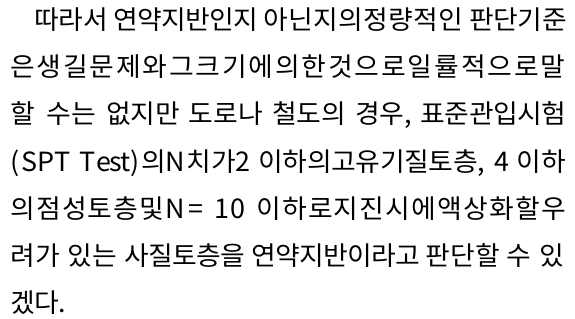 따라서 연약지반인지 아닌지의정량적인 판단기준
은생길문제와그크기에의한것으로일률적으로말
할 수는 없지만 도로나 철도의 경우, 표준관입시험
(SPT Test)의N치가2 이하의고유기질토층, 4 이하
의점성토층및N= 10 이하로지진시에액상화할우
려가 있는 사질토층을 연약지반이라고 판단할 수 있
겠다.